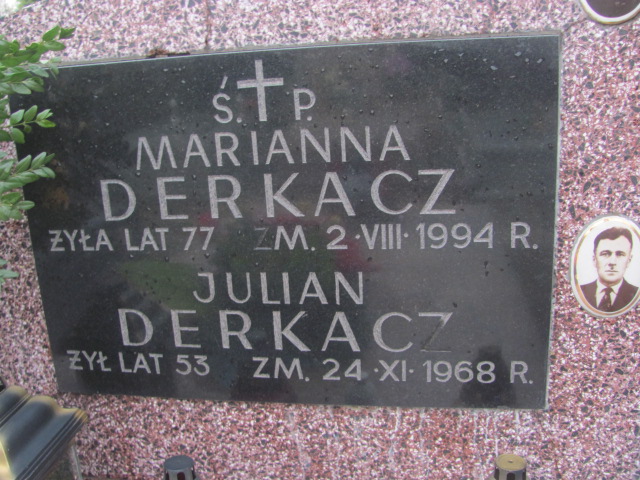 Ś. P.
MARIANNA
DERKACZ
ŻYŁA LAT 77 ZM. 2·VIII·1994 R.
JULIAN
DERKACZ
ŻYŁ LAT 53 ZM. 24·XI·1968 R.